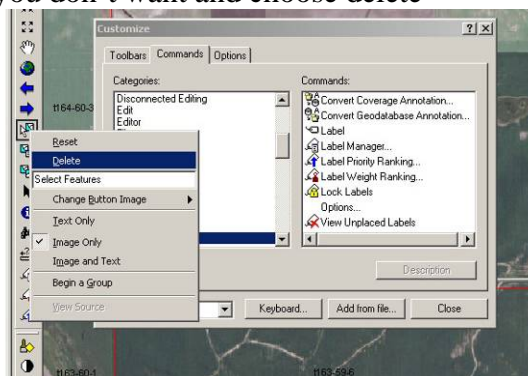 you don't want and choose delete
Customize
Toolbars Commands Options
Categories:
Commands:
Disconnected Editing
Edit
Editor
Convert Coverage Annotation...
Convert Geodatabase Annotation...
Label
Label Manager...
Label Priority Ranking...
Label Weight Ranking...
Lock Labels
Options...
View Unplaced Labels
Description
Keyboard... Add from file... Close
Reset
Delete
Select Features
Change Button Image
Text Only
Image Only
Image and Text
Begin a Group
View Source
t164-60-3
t163-60-1
t163-59-6